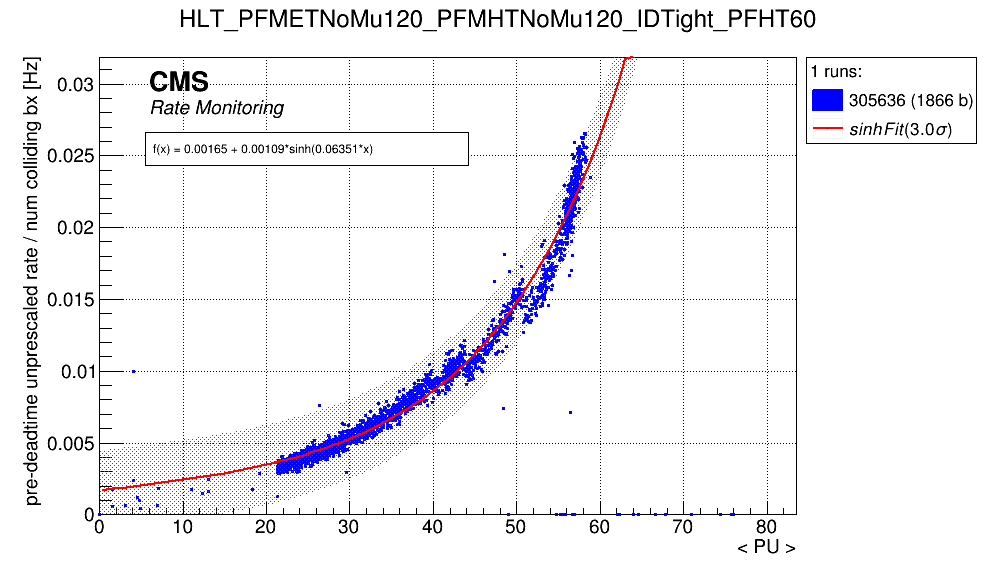 HLT_PFMETNoMu120_PFMHTNoMu120_IDTight_PFHT60
pre-deadtime unprescaled rate / num colliding bx [Hz]
0.03
0.025
0.02
0.015
0.01
0.005
0
CMS
Rate Monitoring
f(x) = 0.00165 + 0.00109*sinh(0.06351*x)
1 runs:
305636 (1866 b)
sinhFit(3.0σ)
0 10 20 30 40 50 60 70 80
< PU >